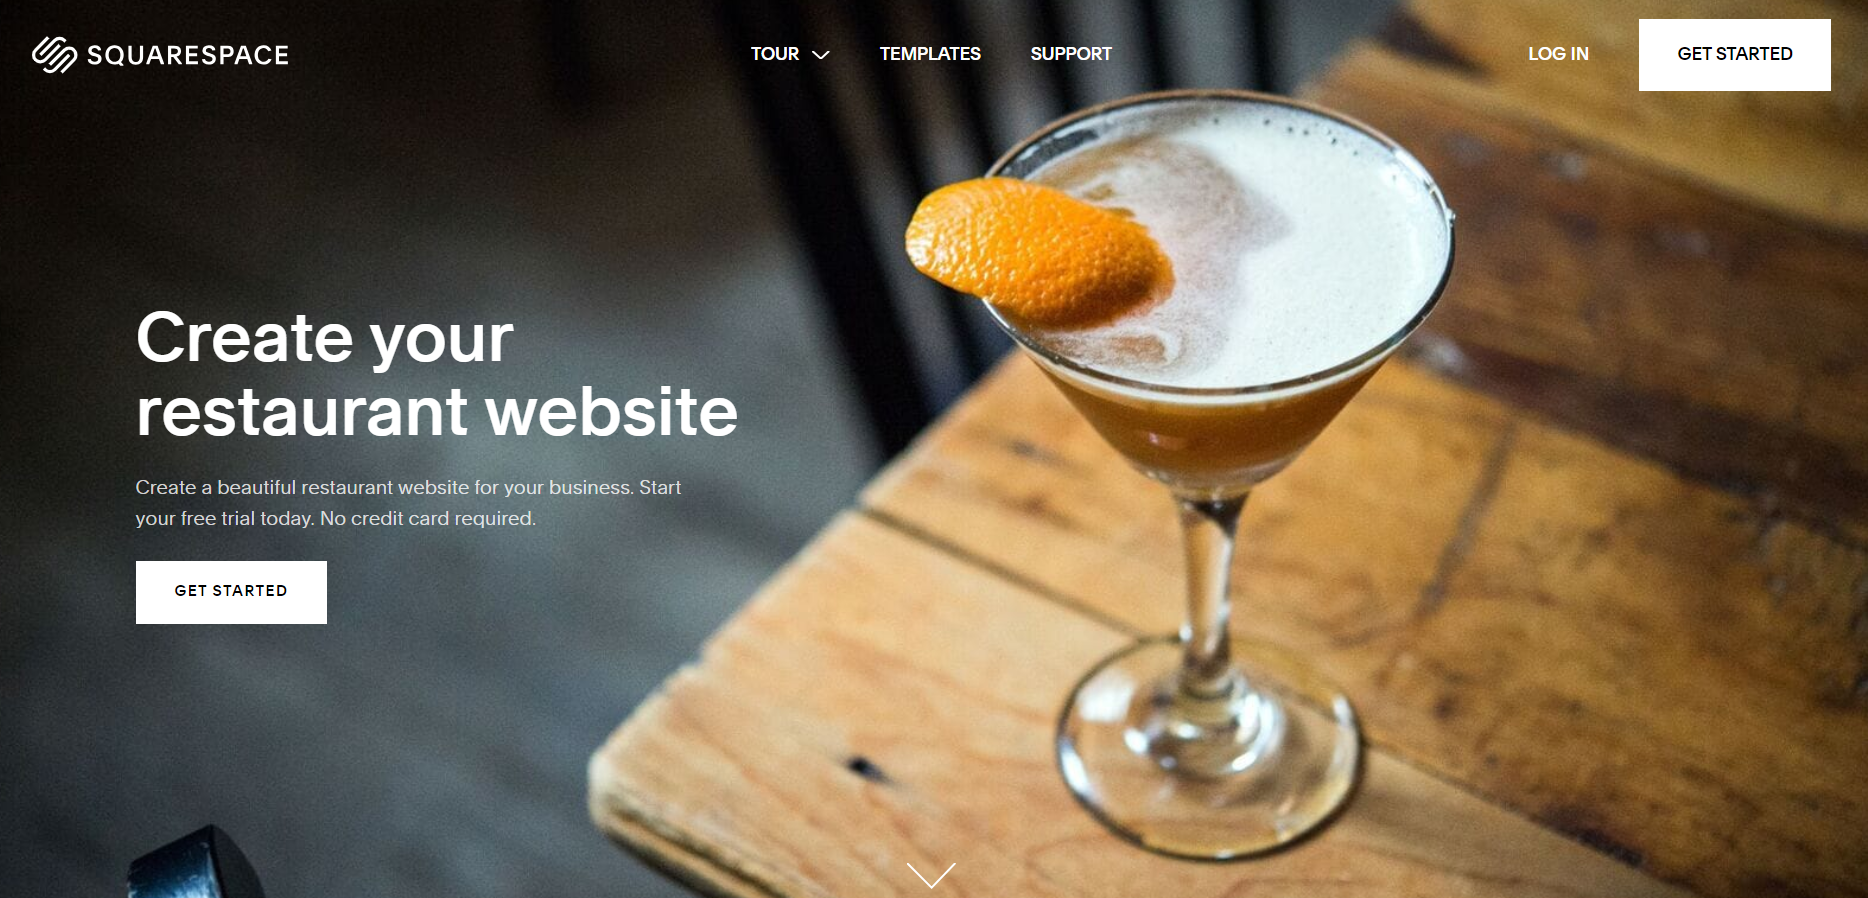 SQUARESPACE
TOUR
TEMPLATES
SUPPORT
LOG IN
GET STARTED
Create your
restaurant website
Create a beautiful restaurant website for your business. Start
your free trial today. No credit card required.
GET STARTED